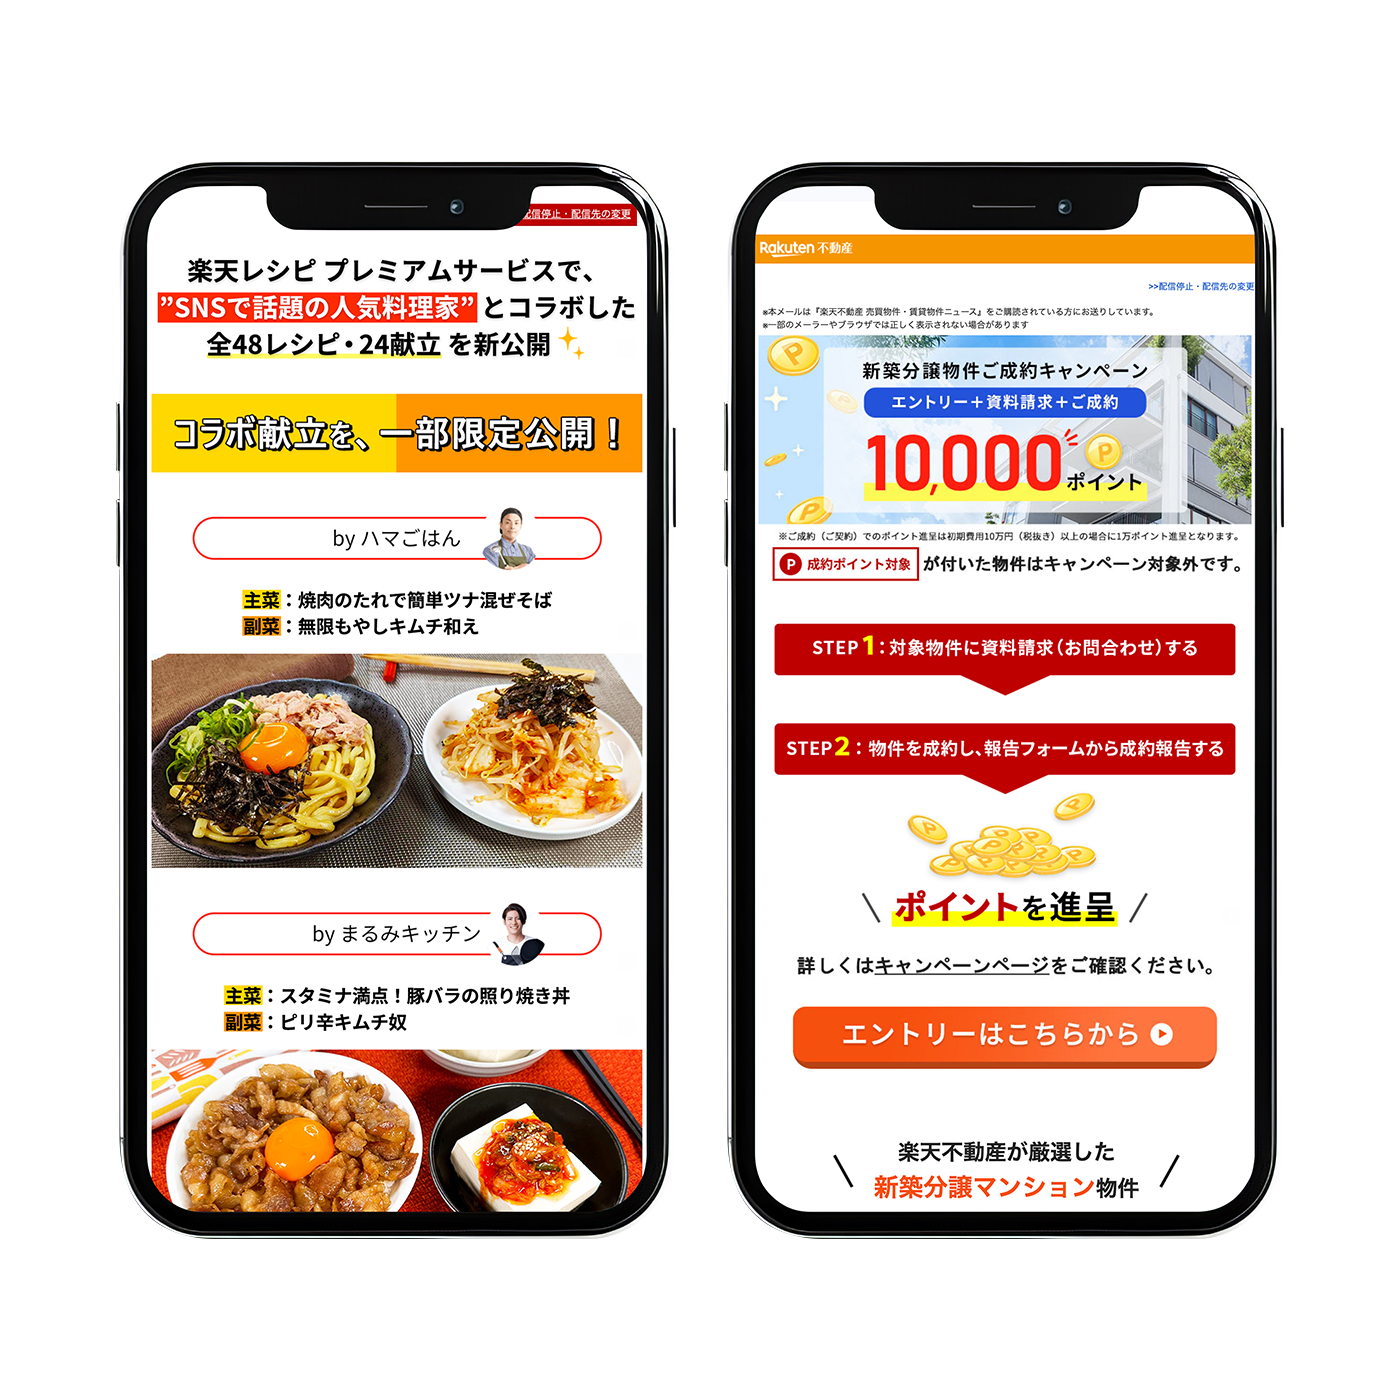 配信停止・配信先の変更
楽天レシピ プレミアムサービスで、
”SNSで話題の人気料理家” とコラボした
全48レシピ・24献立 を新公開
コラボ献立を、一部限定公開！
by ハマごはん
主菜：焼肉のたれで簡単ツナ混ぜそば
副菜：無限もやしキムチ和え
by まるみキッチン
主菜：スタミナ満点！豚バラの照り焼き丼
副菜：ピリ辛キムチ奴
Rakuten 不動産
>>配信停止・配信先の変更
※本メールは『楽天不動産 売買物件・賃貸物件ニュース』をご購読されている方にお送りしています。
※一部のメーラーやブラウザでは正しく表示されない場合があります
新築分譲物件ご成約キャンペーン
エントリー＋資料請求＋ご成約
10,000ポイント
※ご成約（ご契約）でのポイント進呈は初期費用10万円（税抜き）以上の場合に1万ポイント進呈となります。
P 成約ポイント対象 が付いた物件はキャンペーン対象外です。
STEP 1：対象物件に資料請求（お問合わせ）する
STEP 2：物件を成約し、報告フォームから成約報告する
ポイントを進呈
詳しくはキャンペーンページをご確認ください。
エントリーはこちらから
楽天不動産が厳選した
新築分譲マンション物件